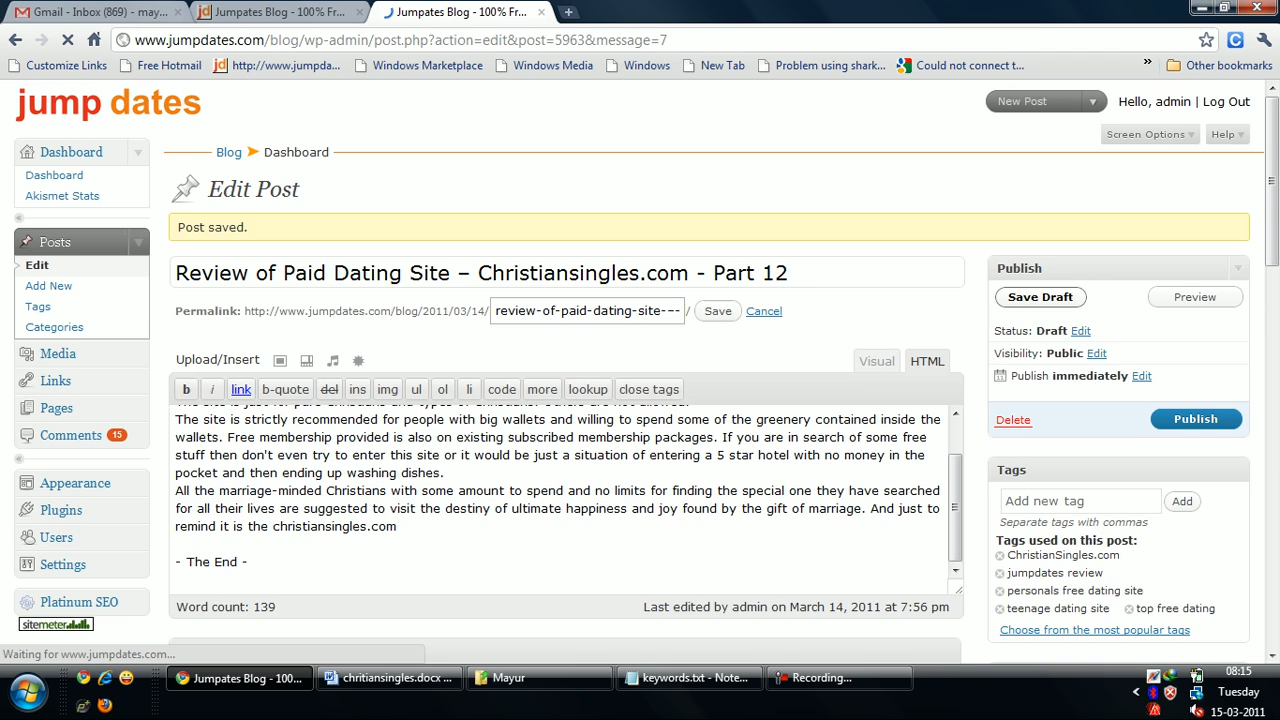 Gmail - Inbox (869) - may...
Jumpates Blog - 100% Fr...
Jumpates Blog - 100% Fr...
www.jumpdates.com/blog/wp-admin/post.php?action=edit&post=5963&message=7
Customize Links
Free Hotmail
http://www.jumpda...
Windows Marketplace
Windows Media
Windows
New Tab
Problem using shark...
Could not connect t...
Other bookmarks
jump dates
New Post
Hello, admin | Log Out
Screen Options
Help
Dashboard
Dashboard
Akismet Stats
Posts
Edit
Add New
Tags
Categories
Media
Links
Pages
Comments 15
Appearance
Plugins
Users
Settings
Platinum SEO
sitemeter
Blog Dashboard
Edit Post
Post saved.
Review of Paid Dating Site – Christiansingles.com - Part 12
Permalink: http://www.jumpdates.com/blog/2011/03/14/ review-of-paid-dating-site-–- / Save Cancel
Upload/Insert
Visual HTML
b i link b-quote del ins img ul ol li code more lookup close tags
The site is strictly recommended for people with big wallets and willing to spend some of the greenery contained inside the
wallets. Free membership provided is also on existing subscribed membership packages. If you are in search of some free
stuff then don't even try to enter this site or it would be just a situation of entering a 5 star hotel with no money in the
pocket and then ending up washing dishes.
All the marriage-minded Christians with some amount to spend and no limits for finding the special one they have searched
for all their lives are suggested to visit the destiny of ultimate happiness and joy found by the gift of marriage. And just to
remind it is the christiansingles.com
- The End -
Word count: 139
Last edited by admin on March 14, 2011 at 7:56 pm
Publish
Save Draft
Preview
Status: Draft Edit
Visibility: Public Edit
Publish immediately Edit
Delete
Publish
Tags
Add new tag
Add
Separate tags with commas
Tags used on this post:
ChristianSingles.com
jumpdates review
personals free dating site
teenage dating site
top free dating
Choose from the most popular tags
Waiting for www.jumpdates.com...
Jumpates Blog - 100...
chritiansingles.docx ...
Mayur
keywords.txt - Note...
Recording...
08:15
Tuesday
15-03-2011